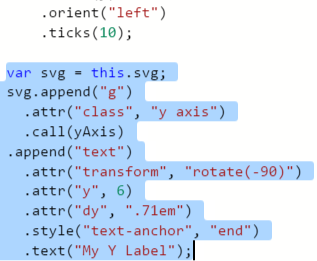 .orient("left")
.ticks(10);
var svg = this.svg;
svg.append("g")
.attr("class", "y axis")
.call(yAxis)
.append("text")
.attr("transform", "rotate(-90)")
.attr("y", 6)
.attr("dy", ".71em")
.style("text-anchor", "end")
.text("My Y Label");